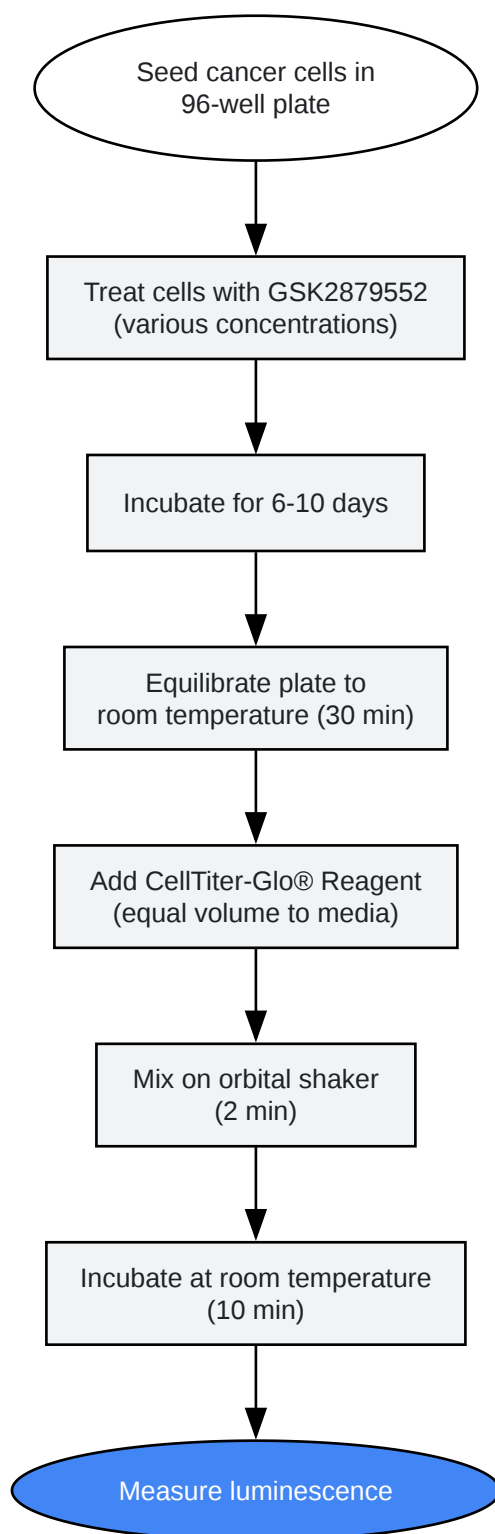 Seed cancer cells in
96-well plate
Treat cells with GSK2879552
(various concentrations)
Incubate for 6-10 days
Equilibrate plate to
room temperature (30 min)
Add CellTiter-Glo® Reagent
(equal volume to media)
Mix on orbital shaker
(2 min)
Incubate at room temperature
(10 min)
Measure luminescence